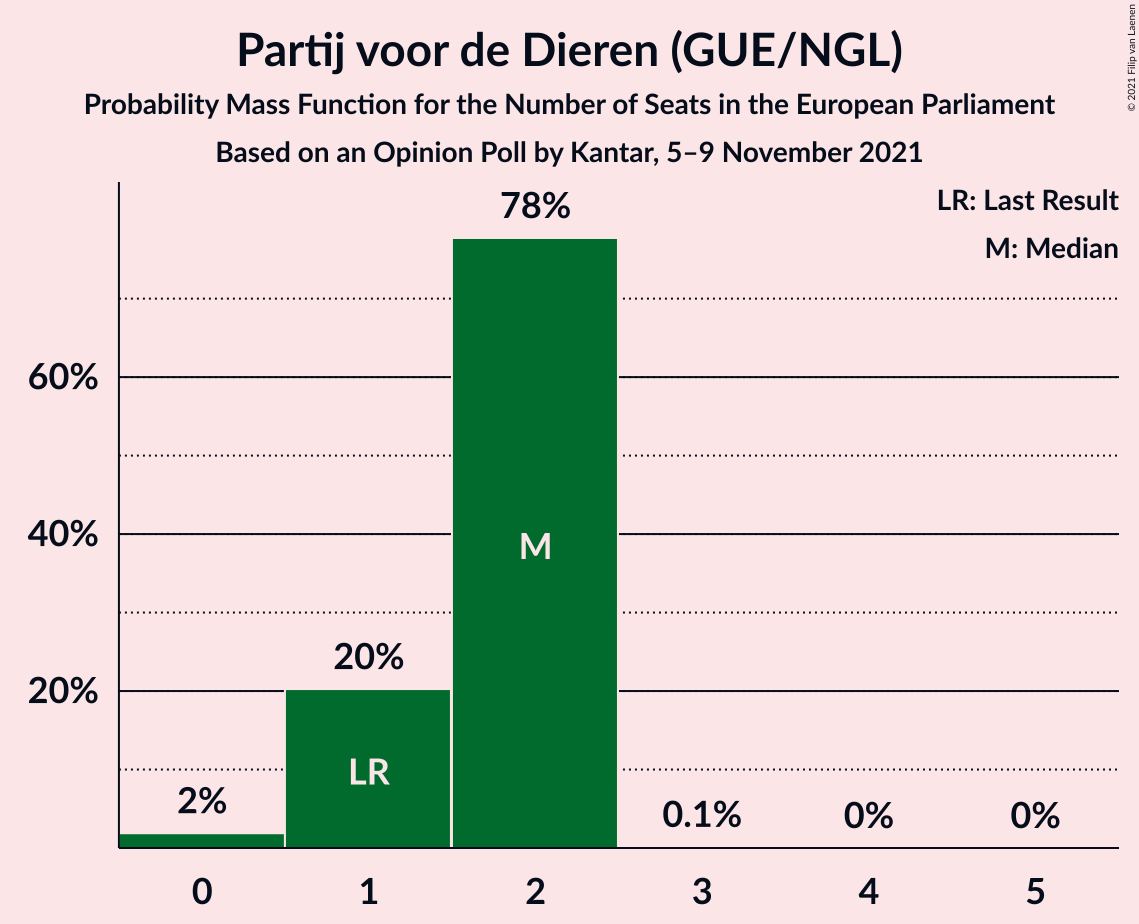 Partij voor de Dieren (GUE/NGL)
Probability Mass Function for the Number of Seats in the European Parliament
Based on an Opinion Poll by Kantar, 5–9 November 2021
© 2021 Filip van Laenen
LR: Last Result
M: Median
78%
60%
40%
M
20%
20%
LR
2%
0.1%
0%
0%
0
1
2
3
4
5